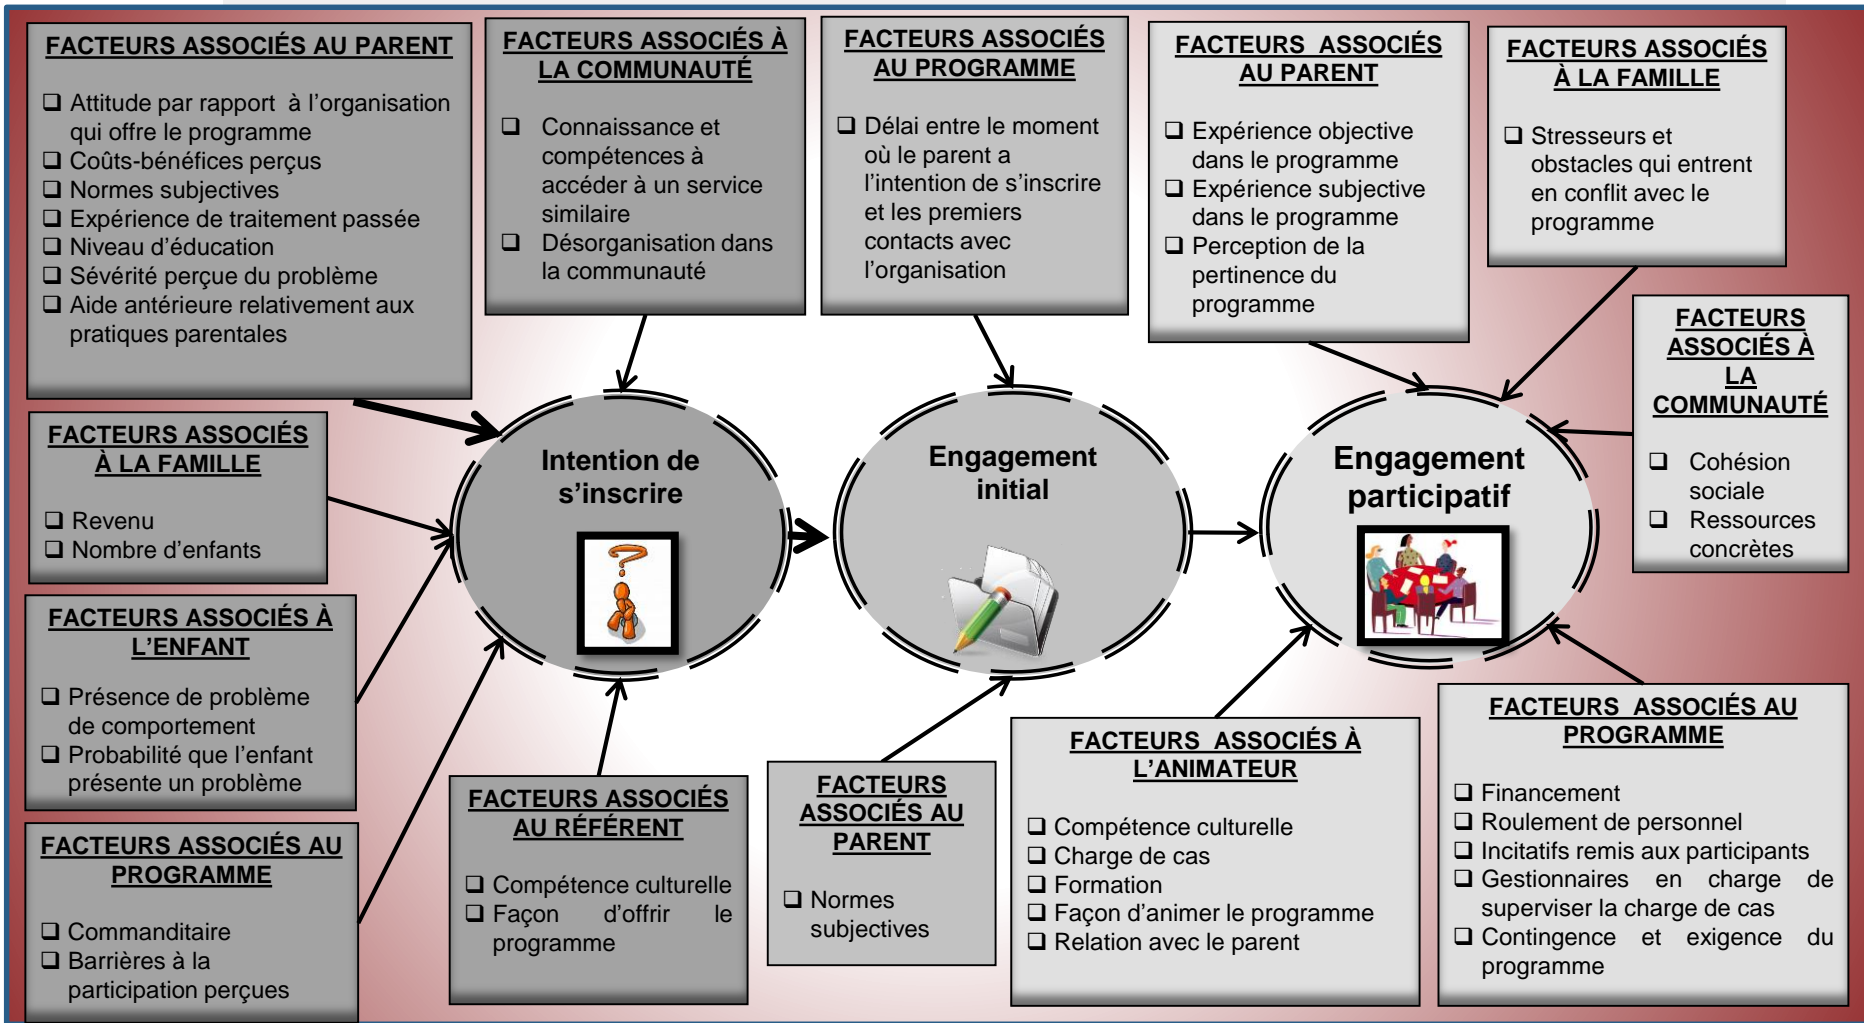 FACTEURS ASSOCIÉS AU PARENT
❑ Attitude par rapport à l'organisation
qui offre le programme
❑ Coûts-bénéfices perçus
❑ Normes subjectives
❑ Expérience de traitement passée
❑ Niveau d'éducation
❑ Sévérité perçue du problème
❑ Aide antérieure relativement aux
pratiques parentales
FACTEURS ASSOCIÉS À
LA COMMUNAUTÉ
❑ Connaissance et
compétences à
accéder à un service
similaire
❑ Désorganisation dans
la communauté
FACTEURS ASSOCIÉS
AU PROGRAMME
❑ Délai entre le moment
où le parent a
l'intention de s'inscrire
et les premiers
contacts avec
l'organisation
FACTEURS ASSOCIÉS
AU PARENT
❑ Expérience objective
dans le programme
❑ Expérience subjective
dans le programme
❑ Perception de la
pertinence du
programme
FACTEURS ASSOCIÉS
À LA FAMILLE
❑ Stresseurs et
obstacles qui entrent
en conflit avec le
programme
FACTEURS
ASSOCIÉS À
LA
COMMUNAUTÉ
❑ Cohésion
sociale
❑ Ressources
concrètes
FACTEURS ASSOCIÉS
À LA FAMILLE
❑ Revenu
❑ Nombre d'enfants
Intention de
s'inscrire
Engagement
initial
Engagement
participatif
FACTEURS ASSOCIÉS À
L'ENFANT
❑ Présence de problème
de comportement
❑ Probabilité que l'enfant
présente un problème
FACTEURS ASSOCIÉS AU
PROGRAMME
❑ Commanditaire
❑ Barrières à la
participation perçues
FACTEURS ASSOCIÉS
AU RÉFÉRENT
❑ Compétence culturelle
❑ Façon d'offrir le
programme
FACTEURS
ASSOCIÉS AU
PARENT
❑ Normes
subjectives
FACTEURS ASSOCIÉS À
L'ANIMATEUR
❑ Compétence culturelle
❑ Charge de cas
❑ Formation
❑ Façon d'animer le programme
❑ Relation avec le parent
FACTEURS ASSOCIÉS AU
PROGRAMME
❑ Financement
❑ Roulement de personnel
❑ Incitatifs remis aux participants
❑ Gestionnaires en charge de
superviser la charge de cas
❑ Contingence et exigence du
programme